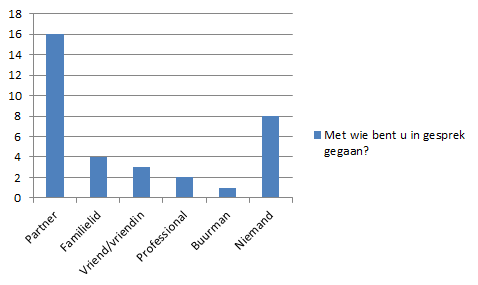 18
16
14
12
10
8
6
4
2
0
Partner
Familielid
Vriend/vriendin
Professional
Buurman
Niemand
Met wie bent u in gesprek
gegaan?